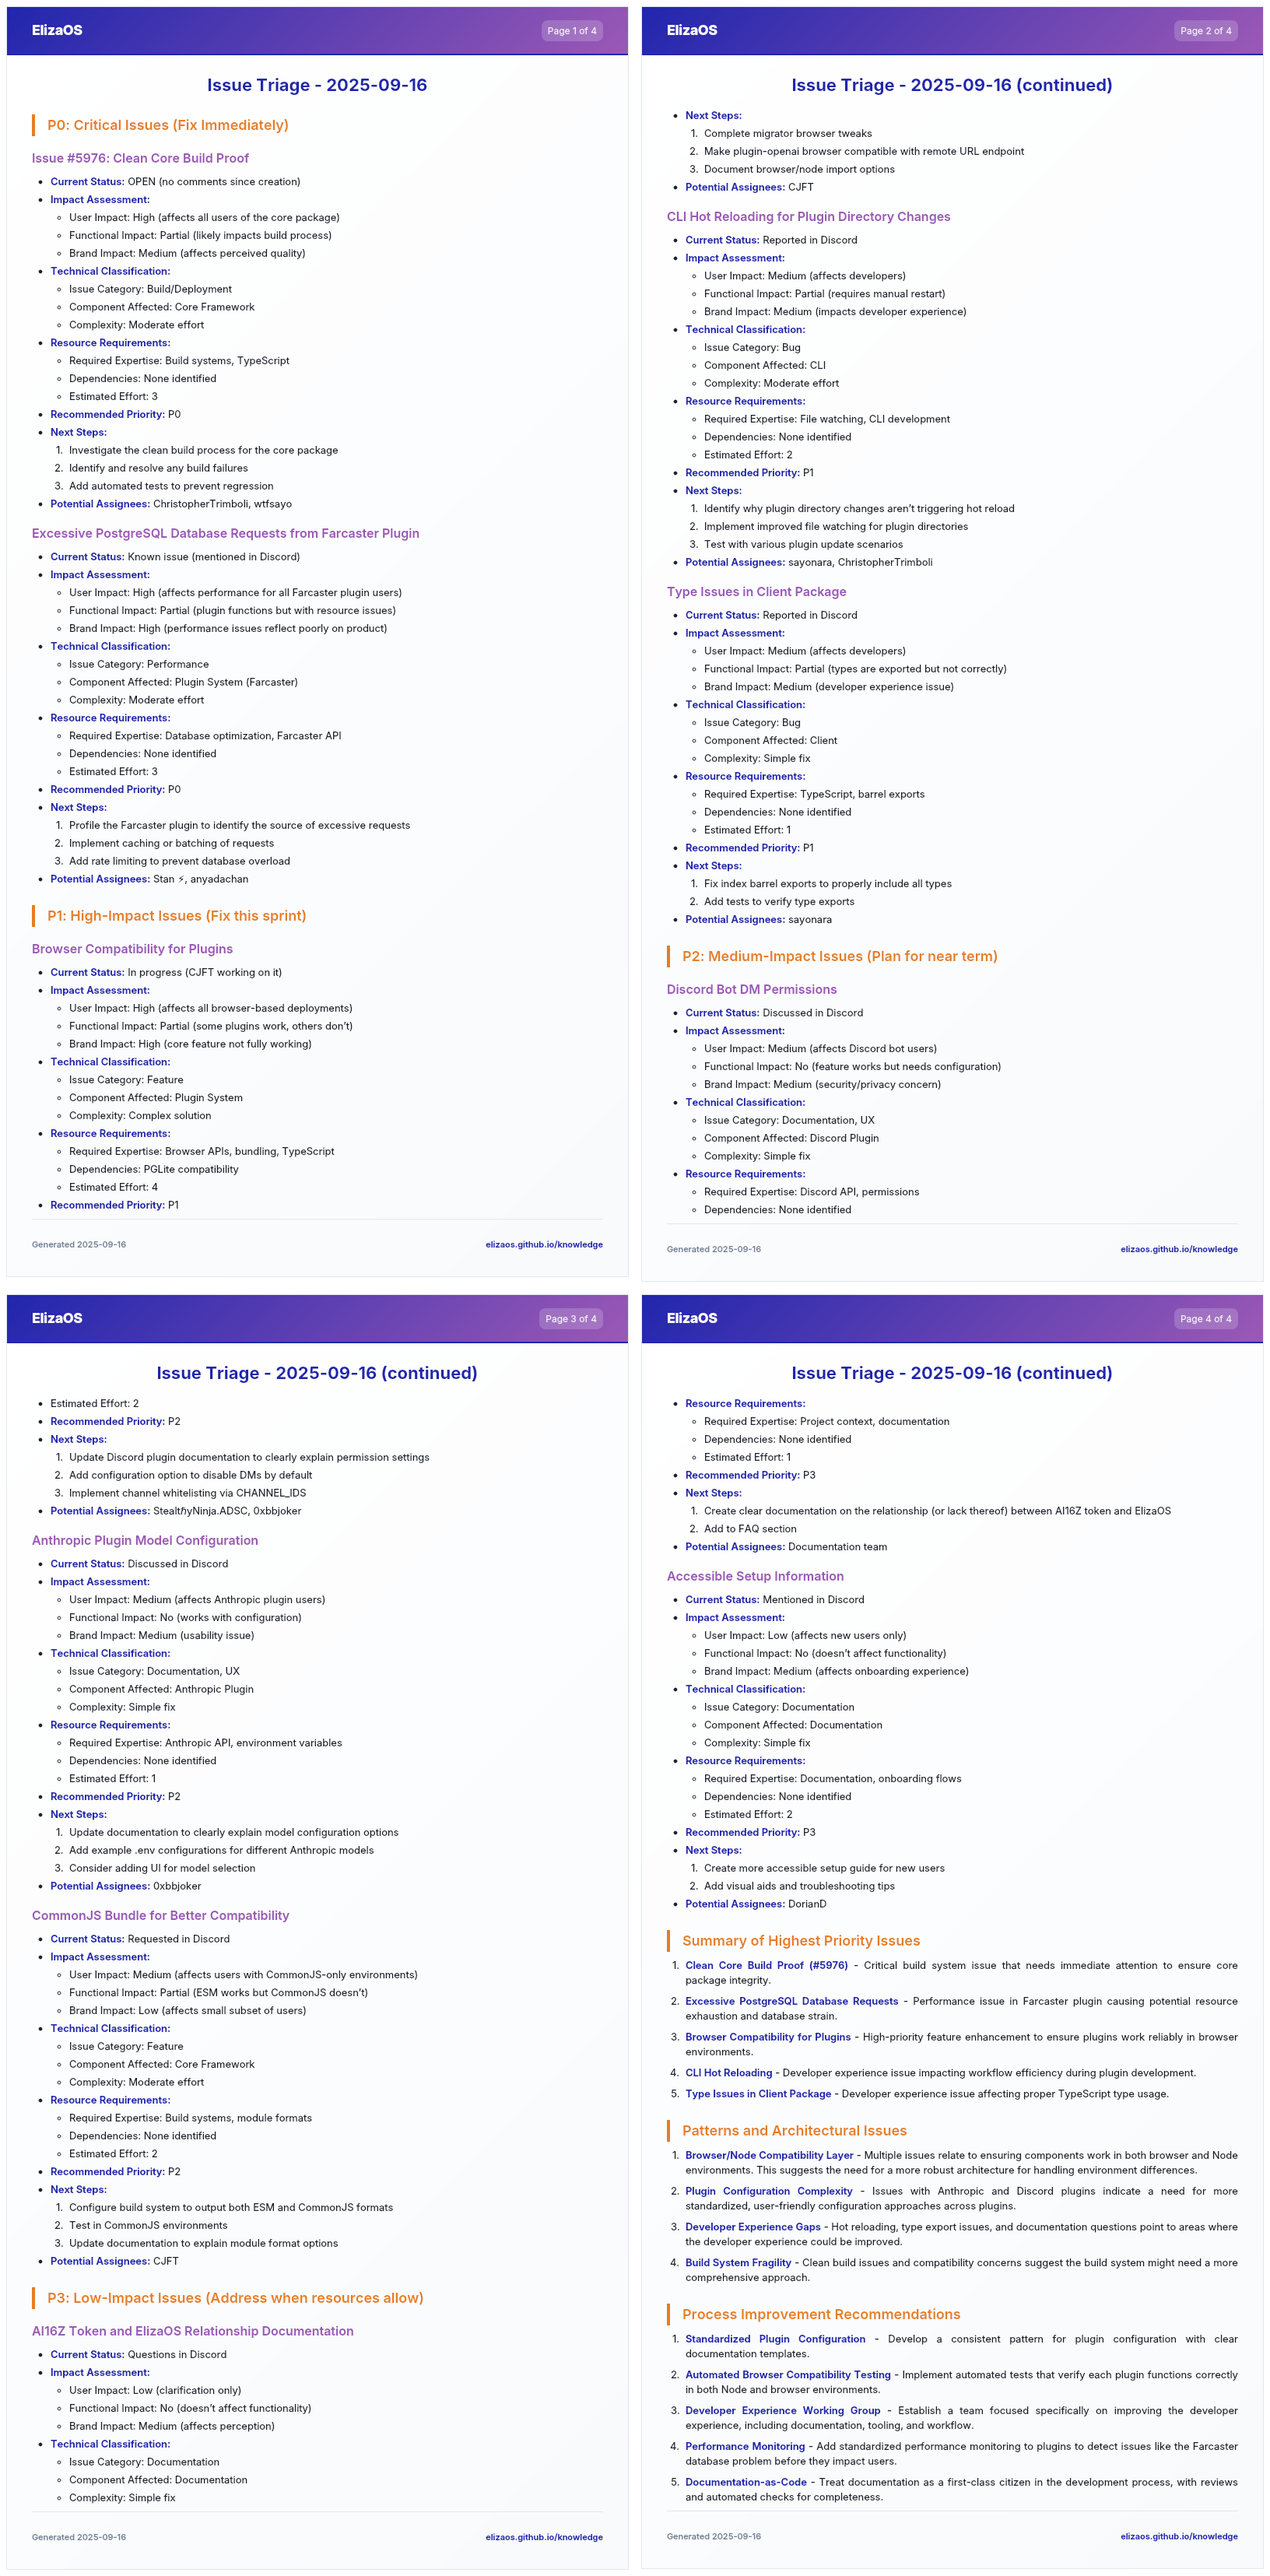 ElizaOS
Page 1 of 4
Issue Triage - 2025-09-16
P0: Critical Issues (Fix Immediately)
Issue #5976: Clean Core Build Proof
• Current Status: OPEN (no comments since creation)
• Impact Assessment:
◦ User Impact: High (affects all users of the core package)
◦ Functional Impact: Partial (likely impacts build process)
◦ Brand Impact: Medium (affects perceived quality)
• Technical Classification:
◦ Issue Category: Build/Deployment
◦ Component Affected: Core Framework
◦ Complexity: Moderate effort
• Resource Requirements:
◦ Required Expertise: Build systems, TypeScript
◦ Dependencies: None identified
◦ Estimated Effort: 3
• Recommended Priority: P0
• Next Steps:
1. Investigate the clean build process for the core package
2. Identify and resolve any build failures
3. Add automated tests to prevent regression
• Potential Assignees: ChristopherTrimboli, wtfsayo
Excessive PostgreSQL Database Requests from Farcaster Plugin
• Current Status: Known issue (mentioned in Discord)
• Impact Assessment:
◦ User Impact: High (affects performance for all Farcaster plugin users)
◦ Functional Impact: Partial (plugin functions but with resource issues)
◦ Brand Impact: High (performance issues reflect poorly on product)
• Technical Classification:
◦ Issue Category: Performance
◦ Component Affected: Plugin System (Farcaster)
◦ Complexity: Moderate effort
• Resource Requirements:
◦ Required Expertise: Database optimization, Farcaster API
◦ Dependencies: None identified
◦ Estimated Effort: 3
• Recommended Priority: P0
• Next Steps:
1. Profile the Farcaster plugin to identify the source of excessive requests
2. Implement caching or batching of requests
3. Add rate limiting to prevent database overload
• Potential Assignees: Stan ⚡, anyadachan
P1: High-Impact Issues (Fix this sprint)
Browser Compatibility for Plugins
• Current Status: In progress (CJFT working on it)
• Impact Assessment:
◦ User Impact: High (affects all browser-based deployments)
◦ Functional Impact: Partial (some plugins work, others don't)
◦ Brand Impact: High (core feature not fully working)
• Technical Classification:
◦ Issue Category: Feature
◦ Component Affected: Plugin System
◦ Complexity: Complex solution
• Resource Requirements:
◦ Required Expertise: Browser APIs, bundling, TypeScript
◦ Dependencies: PGLite compatibility
◦ Estimated Effort: 4
• Recommended Priority: P1
Generated 2025-09-16
elizaos.github.io/knowledge
ElizaOS
Page 2 of 4
Issue Triage - 2025-09-16 (continued)
• Next Steps:
1. Complete migrator browser tweaks
2. Make plugin-openai browser compatible with remote URL endpoint
3. Document browser/node import options
• Potential Assignees: CJFT
CLI Hot Reloading for Plugin Directory Changes
• Current Status: Reported in Discord
• Impact Assessment:
◦ User Impact: Medium (affects developers)
◦ Functional Impact: Partial (requires manual restart)
◦ Brand Impact: Medium (impacts developer experience)
• Technical Classification:
◦ Issue Category: Bug
◦ Component Affected: CLI
◦ Complexity: Moderate effort
• Resource Requirements:
◦ Required Expertise: File watching, CLI development
◦ Dependencies: None identified
◦ Estimated Effort: 2
• Recommended Priority: P1
• Next Steps:
1. Identify why plugin directory changes aren't triggering hot reload
2. Implement improved file watching for plugin directories
3. Test with various plugin update scenarios
• Potential Assignees: sayonara, ChristopherTrimboli
Type Issues in Client Package
• Current Status: Reported in Discord
• Impact Assessment:
◦ User Impact: Medium (affects developers)
◦ Functional Impact: Partial (types are exported but not correctly)
◦ Brand Impact: Medium (developer experience issue)
• Technical Classification:
◦ Issue Category: Bug
◦ Component Affected: Client
◦ Complexity: Simple fix
• Resource Requirements:
◦ Required Expertise: TypeScript, barrel exports
◦ Dependencies: None identified
◦ Estimated Effort: 1
• Recommended Priority: P1
• Next Steps:
1. Fix index barrel exports to properly include all types
2. Add tests to verify type exports
• Potential Assignees: sayonara
P2: Medium-Impact Issues (Plan for near term)
Discord Bot DM Permissions
• Current Status: Discussed in Discord
• Impact Assessment:
◦ User Impact: Medium (affects Discord bot users)
◦ Functional Impact: No (feature works but needs configuration)
◦ Brand Impact: Medium (security/privacy concern)
• Technical Classification:
◦ Issue Category: Documentation, UX
◦ Component Affected: Discord Plugin
◦ Complexity: Simple fix
• Resource Requirements:
◦ Required Expertise: Discord API, permissions
◦ Dependencies: None identified
Generated 2025-09-16
elizaos.github.io/knowledge
ElizaOS
Page 3 of 4
Issue Triage - 2025-09-16 (continued)
• Estimated Effort: 2
• Recommended Priority: P2
• Next Steps:
1. Update Discord plugin documentation to clearly explain permission settings
2. Add configuration option to disable DMs by default
3. Implement channel whitelisting via CHANNEL_IDS
• Potential Assignees: StealtℏyNinja.ADSC, 0xbbjoker
Anthropic Plugin Model Configuration
• Current Status: Discussed in Discord
• Impact Assessment:
◦ User Impact: Medium (affects Anthropic plugin users)
◦ Functional Impact: No (works with configuration)
◦ Brand Impact: Medium (usability issue)
• Technical Classification:
◦ Issue Category: Documentation, UX
◦ Component Affected: Anthropic Plugin
◦ Complexity: Simple fix
• Resource Requirements:
◦ Required Expertise: Anthropic API, environment variables
◦ Dependencies: None identified
◦ Estimated Effort: 1
• Recommended Priority: P2
• Next Steps:
1. Update documentation to clearly explain model configuration options
2. Add example .env configurations for different Anthropic models
3. Consider adding UI for model selection
• Potential Assignees: 0xbbjoker
CommonJS Bundle for Better Compatibility
• Current Status: Requested in Discord
• Impact Assessment:
◦ User Impact: Medium (affects users with CommonJS-only environments)
◦ Functional Impact: Partial (ESM works but CommonJS doesn't)
◦ Brand Impact: Low (affects small subset of users)
• Technical Classification:
◦ Issue Category: Feature
◦ Component Affected: Core Framework
◦ Complexity: Moderate effort
• Resource Requirements:
◦ Required Expertise: Build systems, module formats
◦ Dependencies: None identified
◦ Estimated Effort: 2
• Recommended Priority: P2
• Next Steps:
1. Configure build system to output both ESM and CommonJS formats
2. Test in CommonJS environments
3. Update documentation to explain module format options
• Potential Assignees: CJFT
P3: Low-Impact Issues (Address when resources allow)
AI16Z Token and ElizaOS Relationship Documentation
• Current Status: Questions in Discord
• Impact Assessment:
◦ User Impact: Low (clarification only)
◦ Functional Impact: No (doesn't affect functionality)
◦ Brand Impact: Medium (affects perception)
• Technical Classification:
◦ Issue Category: Documentation
◦ Component Affected: Documentation
◦ Complexity: Simple fix
Generated 2025-09-16
elizaos.github.io/knowledge
ElizaOS
Page 4 of 4
Issue Triage - 2025-09-16 (continued)
• Resource Requirements:
◦ Required Expertise: Project context, documentation
◦ Dependencies: None identified
◦ Estimated Effort: 1
• Recommended Priority: P3
• Next Steps:
1. Create clear documentation on the relationship (or lack thereof) between AI16Z token and ElizaOS
2. Add to FAQ section
• Potential Assignees: Documentation team
Accessible Setup Information
• Current Status: Mentioned in Discord
• Impact Assessment:
◦ User Impact: Low (affects new users only)
◦ Functional Impact: No (doesn't affect functionality)
◦ Brand Impact: Medium (affects onboarding experience)
• Technical Classification:
◦ Issue Category: Documentation
◦ Component Affected: Documentation
◦ Complexity: Simple fix
• Resource Requirements:
◦ Required Expertise: Documentation, onboarding flows
◦ Dependencies: None identified
◦ Estimated Effort: 2
• Recommended Priority: P3
• Next Steps:
1. Create more accessible setup guide for new users
2. Add visual aids and troubleshooting tips
• Potential Assignees: DorianD
Summary of Highest Priority Issues
1. Clean Core Build Proof (#5976) - Critical build system issue that needs immediate attention to ensure core
package integrity.
2. Excessive PostgreSQL Database Requests - Performance issue in Farcaster plugin causing potential resource
exhaustion and database strain.
3. Browser Compatibility for Plugins - High-priority feature enhancement to ensure plugins work reliably in browser
environments.
4. CLI Hot Reloading - Developer experience issue impacting workflow efficiency during plugin development.
5. Type Issues in Client Package - Developer experience issue affecting proper TypeScript type usage.
Patterns and Architectural Issues
1. Browser/Node Compatibility Layer - Multiple issues relate to ensuring components work in both browser and Node
environments. This suggests the need for a more robust architecture for handling environment differences.
2. Plugin Configuration Complexity - Issues with Anthropic and Discord plugins indicate a need for more
standardized, user-friendly configuration approaches across plugins.
3. Developer Experience Gaps - Hot reloading, type export issues, and documentation questions point to areas where
the developer experience could be improved.
4. Build System Fragility - Clean build issues and compatibility concerns suggest the build system might need a more
comprehensive approach.
Process Improvement Recommendations
1. Standardized Plugin Configuration - Develop a consistent pattern for plugin configuration with clear
documentation templates.
2. Automated Browser Compatibility Testing - Implement automated tests that verify each plugin functions correctly
in both Node and browser environments.
3. Developer Experience Working Group - Establish a team focused specifically on improving the developer
experience, including documentation, tooling, and workflow.
4. Performance Monitoring - Add standardized performance monitoring to plugins to detect issues like the Farcaster
database problem before they impact users.
5. Documentation-as-Code - Treat documentation as a first-class citizen in the development process, with reviews
and automated checks for completeness.
Generated 2025-09-16
elizaos.github.io/knowledge